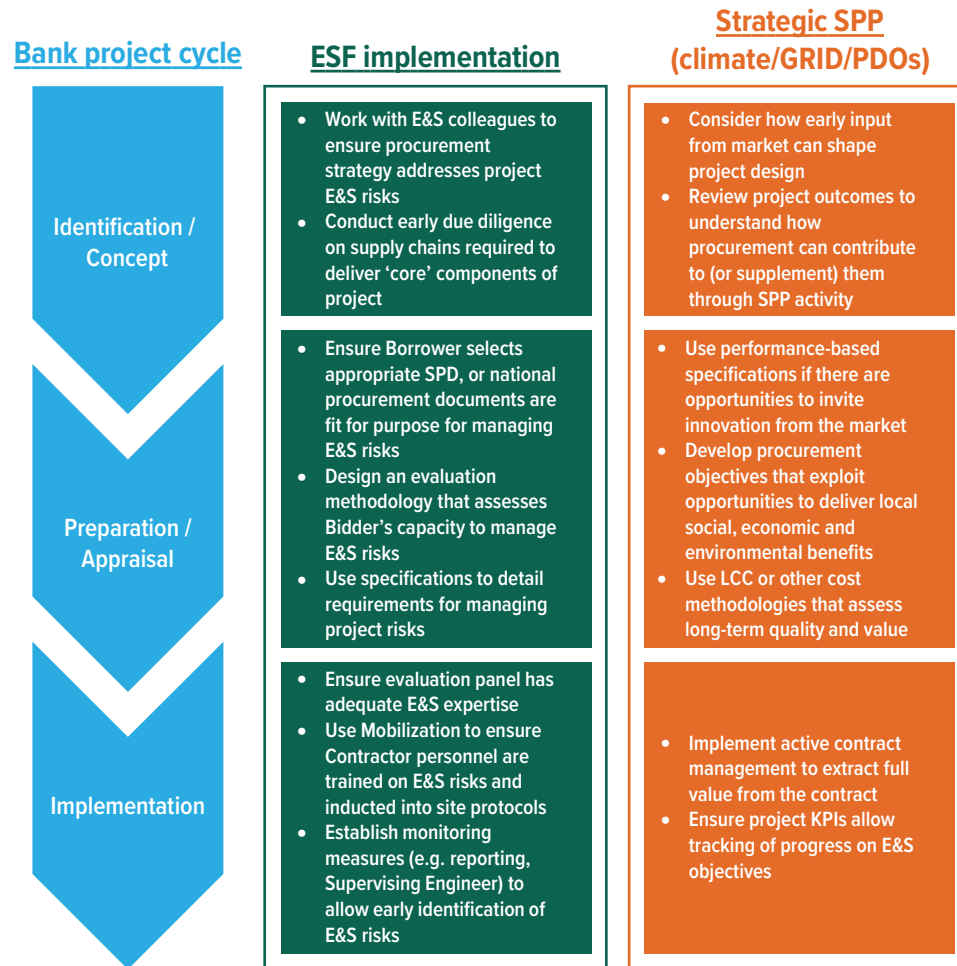 Bank project cycle
ESF implementation
Strategic SPP
(climate/GRID/PDOs)
Identification /
Concept
• Work with E&S colleagues to
ensure procurement
strategy addresses project
E&S risks
• Conduct early due diligence
on supply chains required to
deliver ‘core’ components of
project
• Consider how early input
from market can shape
project design
• Review project outcomes to
understand how
procurement can contribute
to (or supplement) them
through SPP activity
Preparation /
Appraisal
• Ensure Borrower selects
appropriate SPD, or national
procurement documents are
fit for purpose for managing
E&S risks
• Design an evaluation
methodology that assesses
Bidder’s capacity to manage
E&S risks
• Use specifications to detail
requirements for managing
project risks
• Use performance-based
specifications if there are
opportunities to invite
innovation from the market
• Develop procurement
objectives that exploit
opportunities to deliver local
social, economic and
environmental benefits
• Use LCC or other cost
methodologies that assess
long-term quality and value
Implementation
• Ensure evaluation panel has
adequate E&S expertise
• Use Mobilization to ensure
Contractor personnel are
trained on E&S risks and
inducted into site protocols
• Establish monitoring
measures (e.g. reporting,
Supervising Engineer) to
allow early identification of
E&S risks
• Implement active contract
management to extract full
value from the contract
• Ensure project KPIs allow
tracking of progress on E&S
objectives